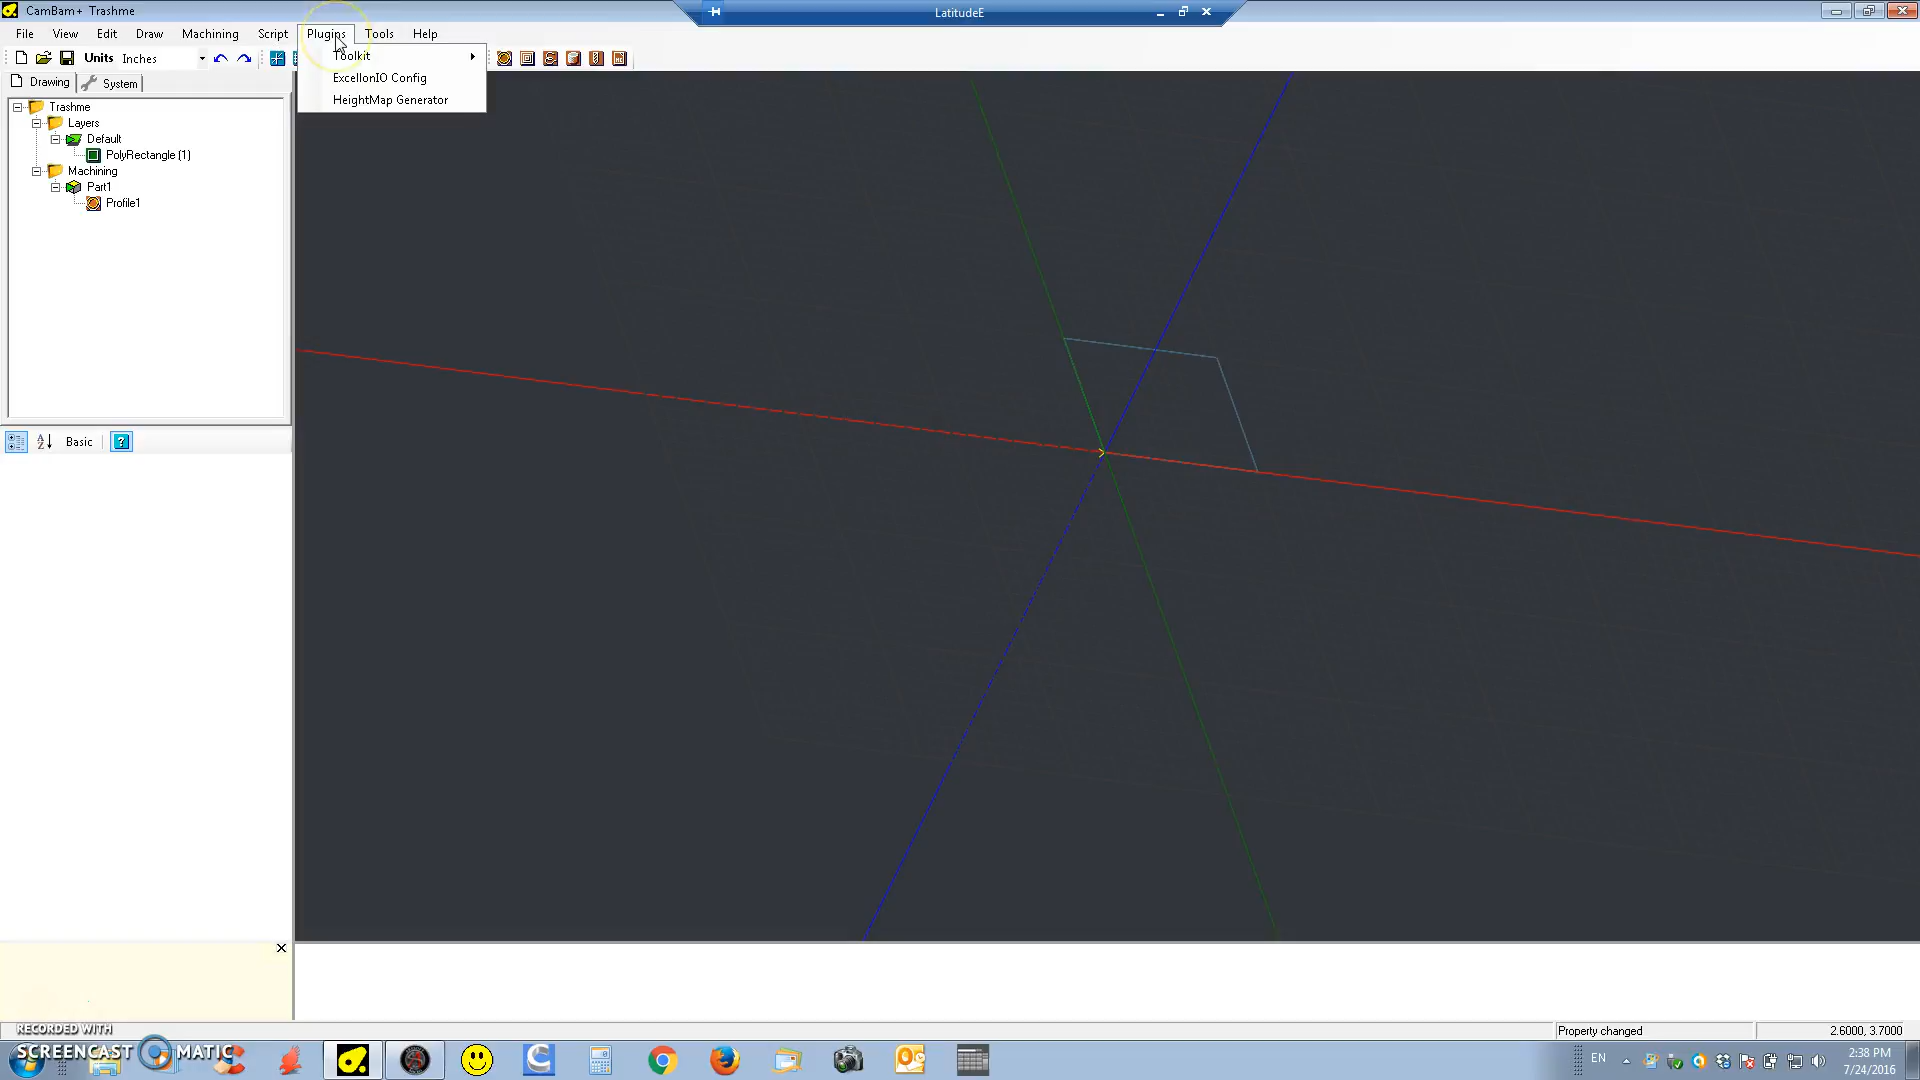 CamBam+ Trashme
LatitudeE
File View Edit Draw Machining Script Plugins Tools Help
Units Inches
Toolkit
ExcellonIO Config
HeightMap Generator
Drawing System
Trashme
Layers
Default
PolyRectangle (1)
Machining
Part1
Profile1
Basic
RECORDED WITH
SCREENCAST MATIC
Property changed
2.6000, 3.7000
EN
2:38 PM
7/24/2016